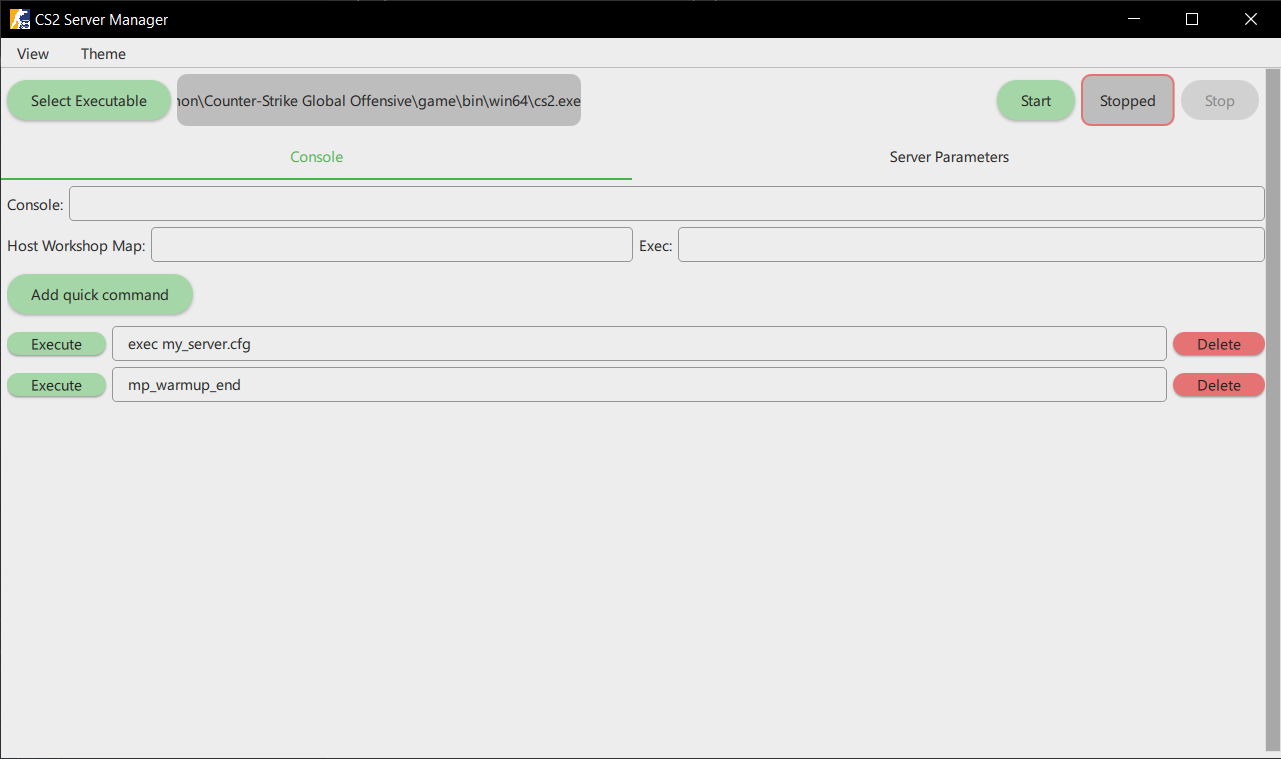 CS2 Server Manager
View Theme
Select Executable non\Counter-Strike Global Offensive\game\bin\win64\cs2.exe Start Stopped Stop
Console Server Parameters
Console:
Host Workshop Map: Exec:
Add quick command
Execute exec my_server.cfg Delete
Execute mp_warmup_end Delete